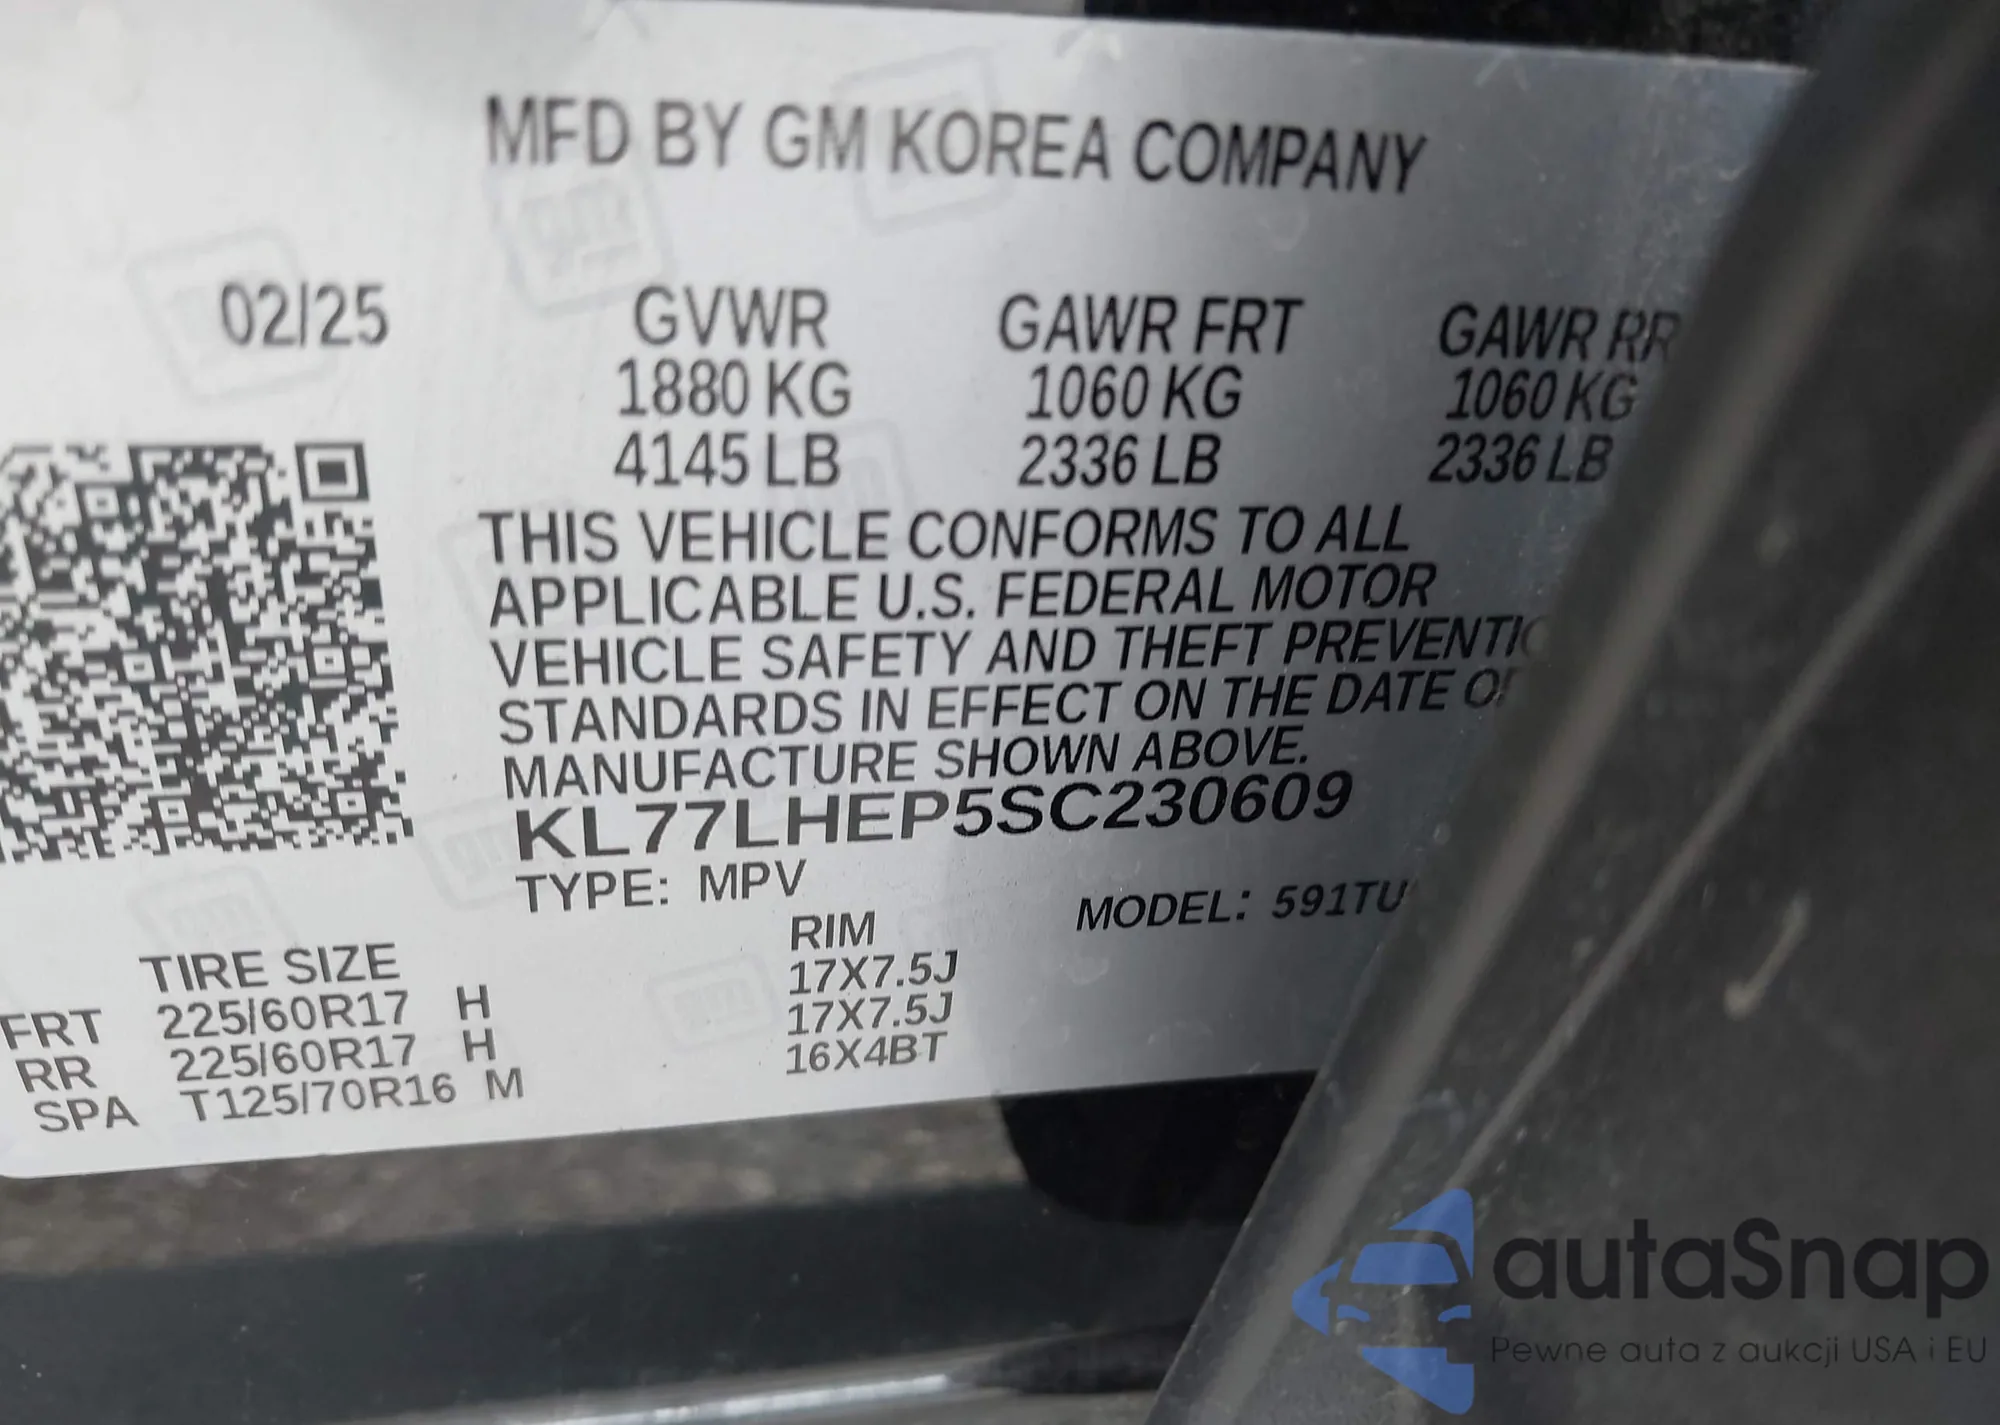 MFD BY GM KOREA COMPANY
02/25 GVWR GAWR FRT GAWR RR
1880 KG 1060 KG 1060 KG
4145 LB 2336 LB 2336 LB
THIS VEHICLE CONFORMS TO ALL
APPLICABLE U.S. FEDERAL MOTOR
VEHICLE SAFETY AND THEFT
STANDARDS IN EFFECT ON THE DATE
MANUFACTURE SHOWN ABOVE.
KL77LHEP5SC230609
TYPE: MPV MODEL: 591TU
TIRE SIZE RIM
FRT 225/60R17 H 17X7.5J
RR 225/60R17 H 17X7.5J
SPA T125/70R16 M 16X4BT
autaSnap
Pewne auta z aukcji USA i EU